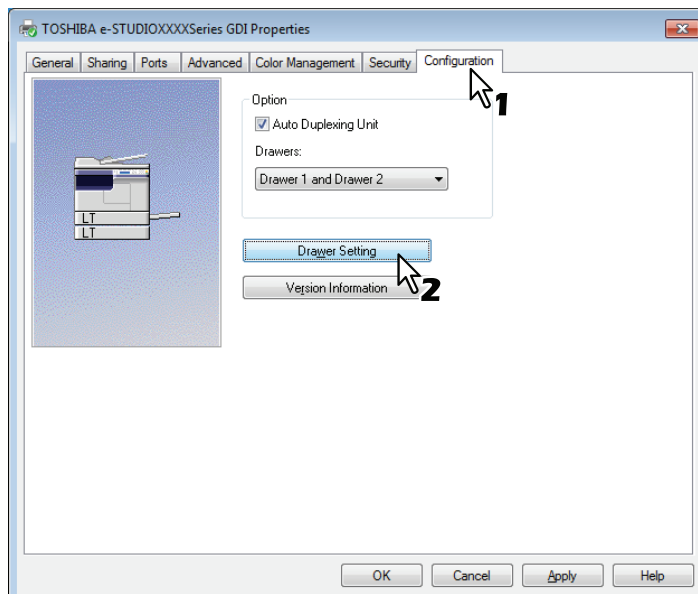 TOSHIBA e-STUDIOXXXXSeries GDI Properties
General Sharing Ports Advanced Color Management Security Configuration
1
Option
Auto Duplexing Unit
Drawers:
Drawer 1 and Drawer 2
LT
LT
Drawer Setting
Version Information
2
OK Cancel Apply Help